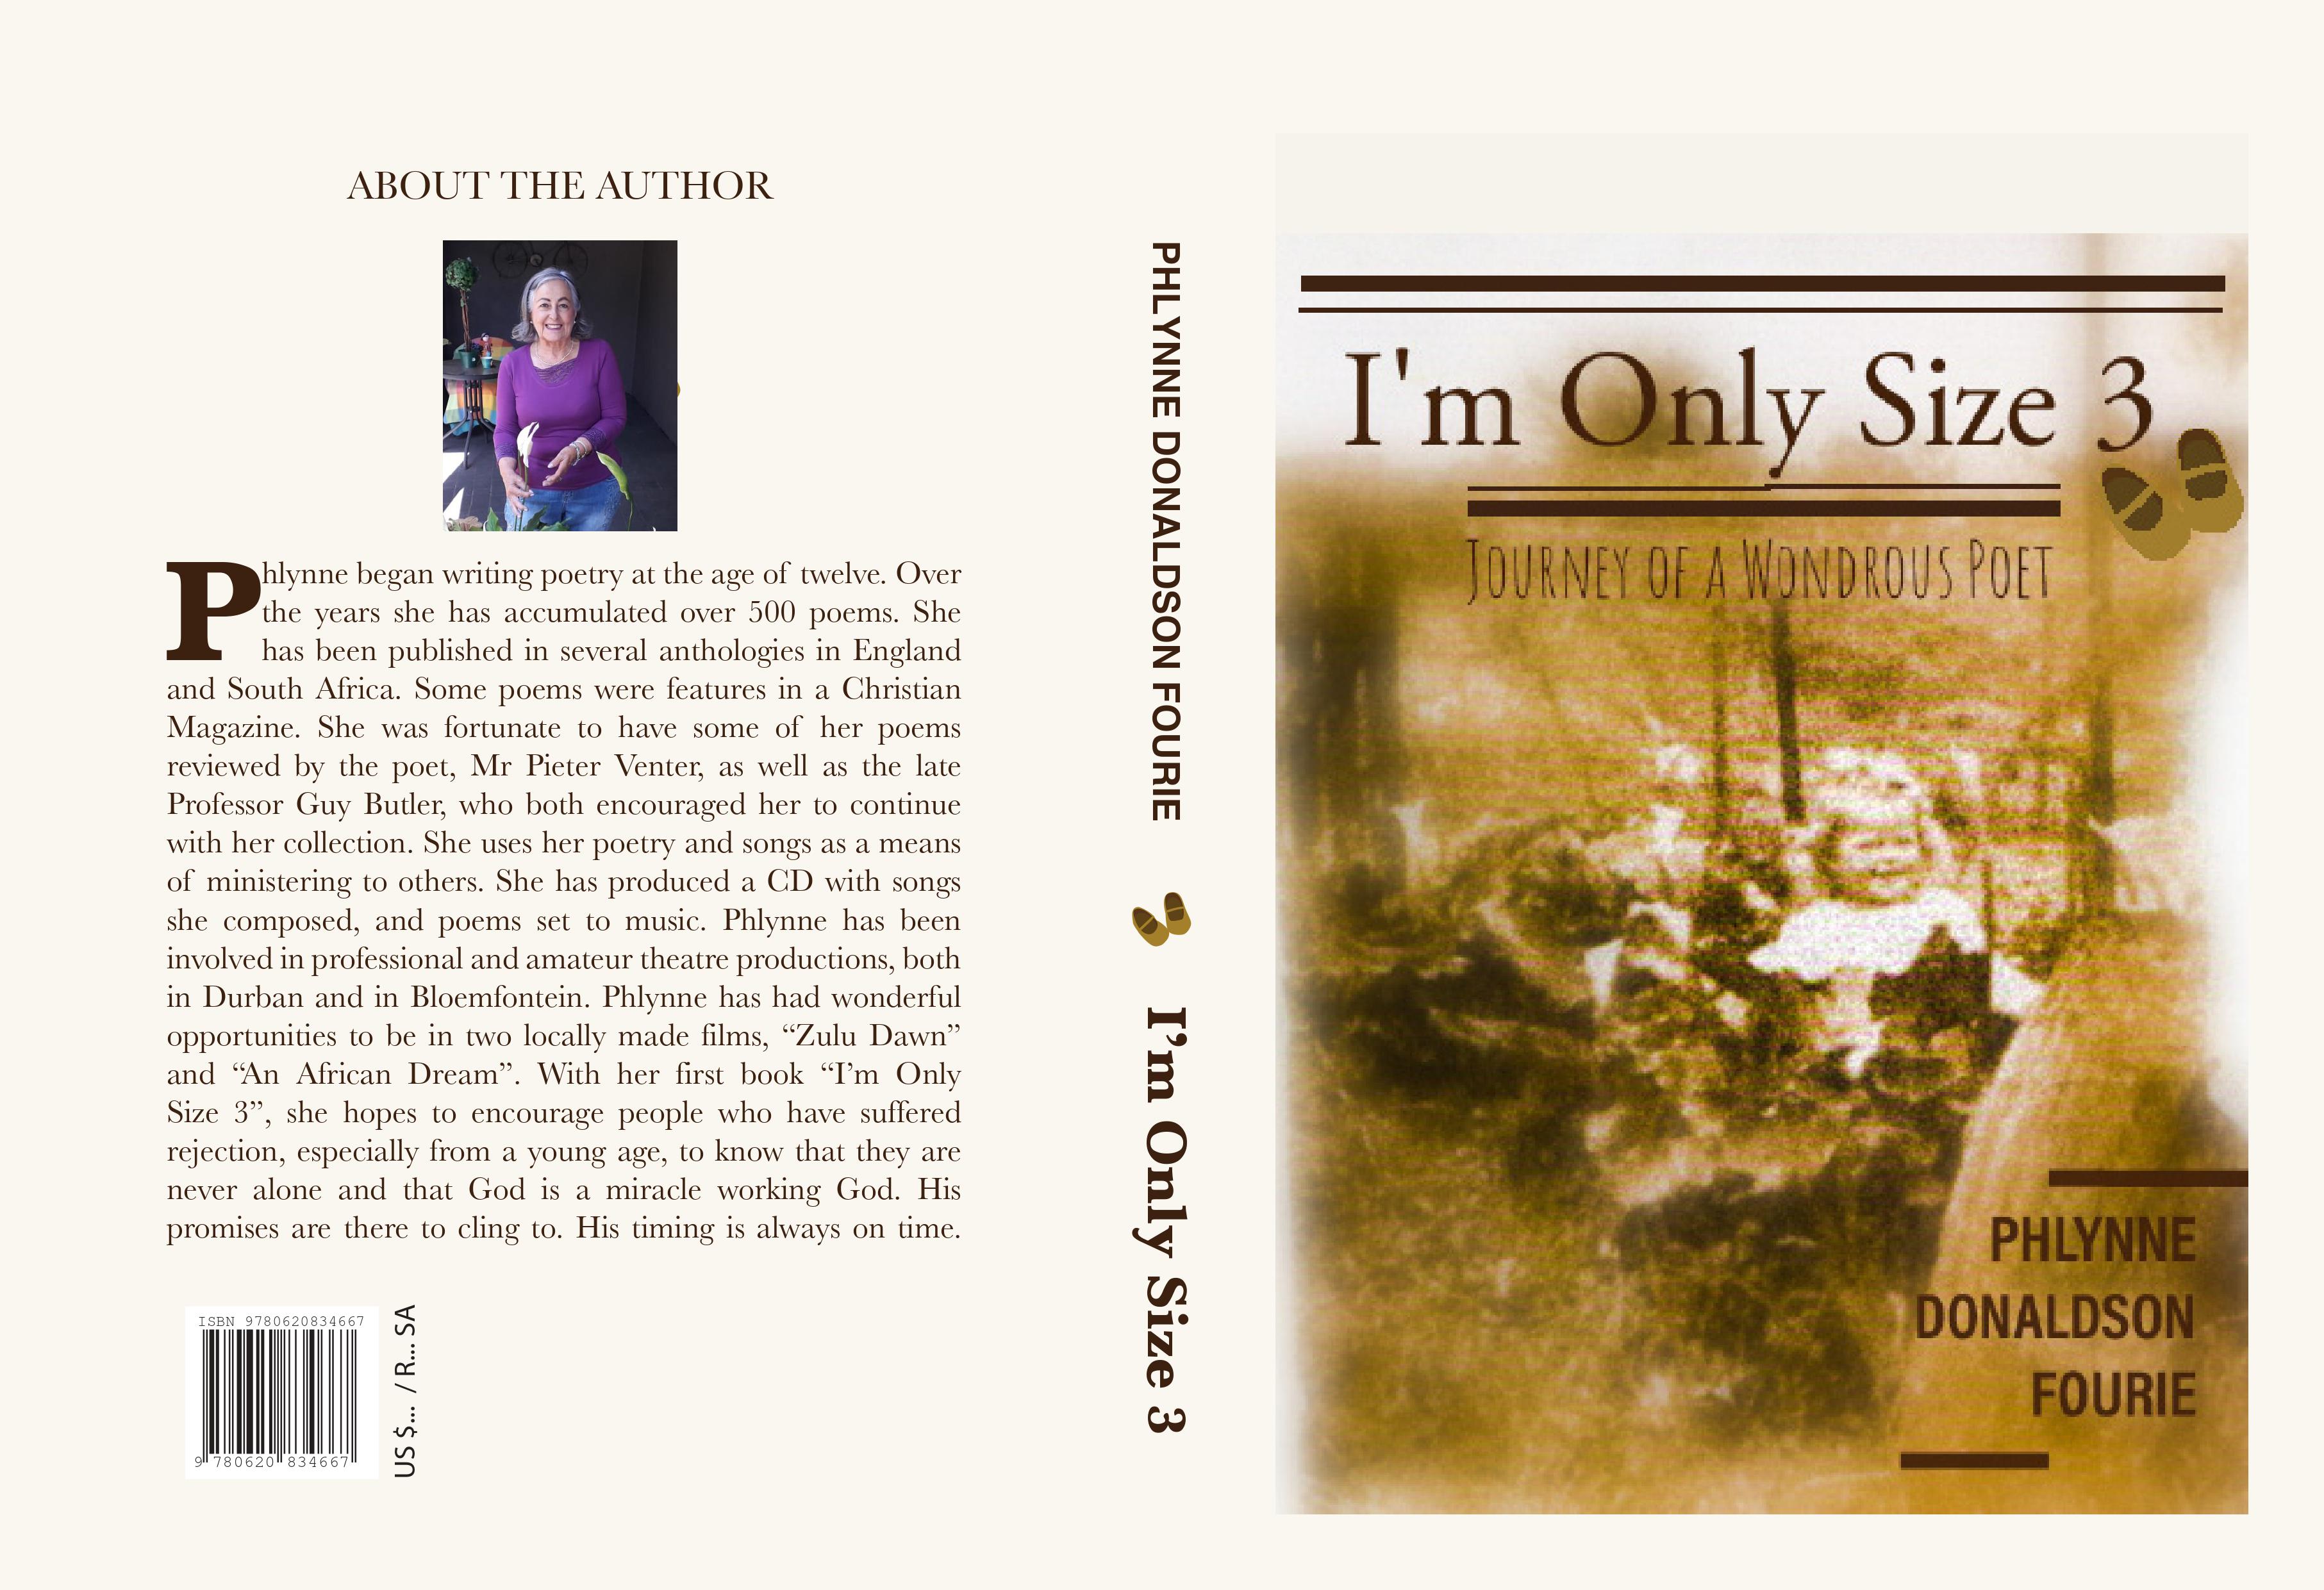 ABOUT THE AUTHOR
Phlynne began writing poetry at the age of twelve. Over
the years she has accumulated over 500 poems. She
has been published in several anthologies in England
and South Africa. Some poems were features in a Christian
Magazine. She was fortunate to have some of her poems
reviewed by the poet, Mr Pieter Venter, as well as the late
Professor Guy Butler, who both encouraged her to continue
with her collection. She uses her poetry and songs as a means
of ministering to others. She has produced a CD with songs
she composed, and poems set to music. Phlynne has been
involved in professional and amateur theatre productions, both
in Durban and in Bloemfontein. Phlynne has had wonderful
opportunities to be in two locally made films, “Zulu Dawn”
and “An African Dream”. With her first book “I’m Only
Size 3”, she hopes to encourage people who have suffered
rejection, especially from a young age, to know that they are
never alone and that God is a miracle working God. His
promises are there to cling to. His timing is always on time.
ISBN 9780620834667
9 780620 834667
US $... / R... SA
PHLYNNE DONALDSON FOURIE
I’m Only Size 3
I'm Only Size 3
JOURNEY OF A WONDROUS POET
PHLYNNE
DONALDSON
FOURIE